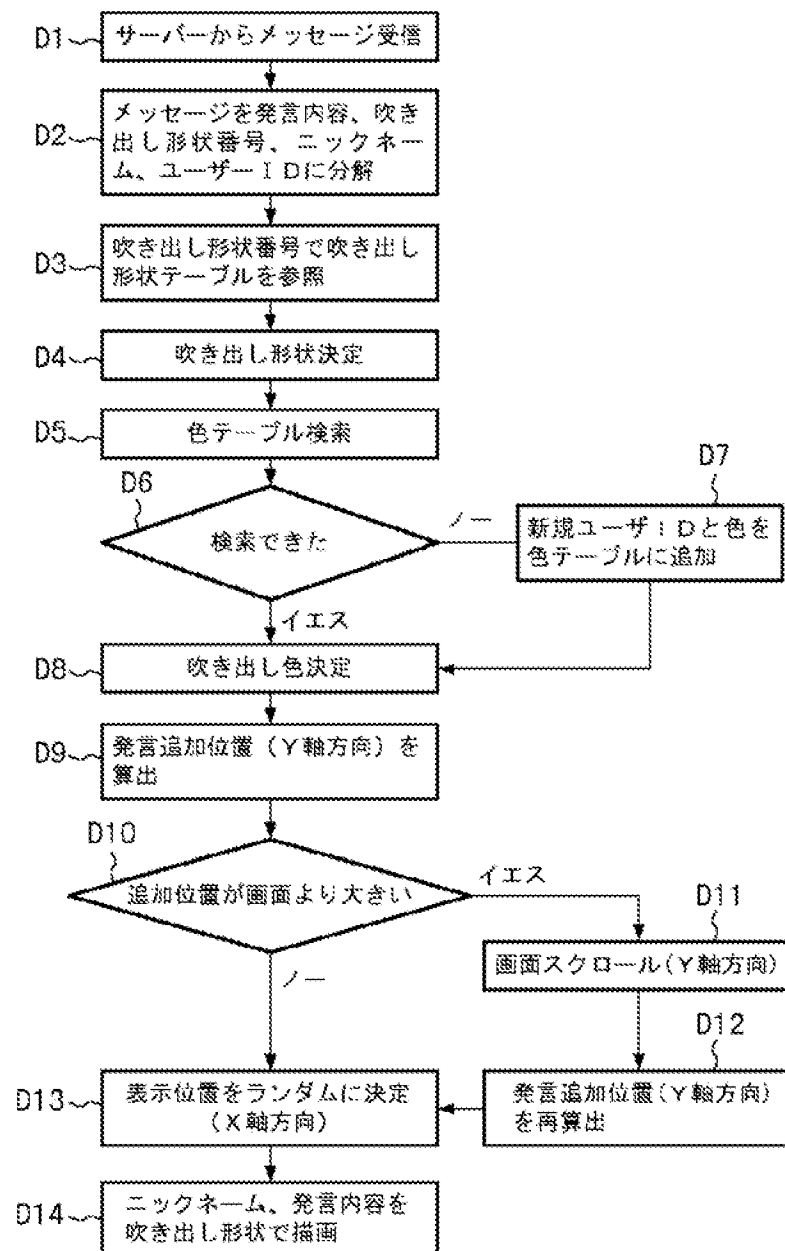 D1
サーバーからメッセージ受信
D2
メッセージを発言内容、吹き
出し形状番号、ニックネー
ム、ユーザーIDに分解
D3
吹き出し形状番号で吹き出し
形状テーブルを参照
D4
吹き出し形状決定
D5
色テーブル検索
D6
検索できた
ノー
D7
新規ユーザIDと色を
色テーブルに追加
イエス
D8
吹き出し色決定
D9
発言追加位置(Y軸方向)を
算出
D10
追加位置が画面より大きい
イエス
D11
画面スクロール(Y軸方向)
ノー
D12
発言追加位置(Y軸方向)
を再算出
D13
表示位置をランダムに決定
(X軸方向)
D14
ニックネーム、発言内容を
吹き出し形状で描画